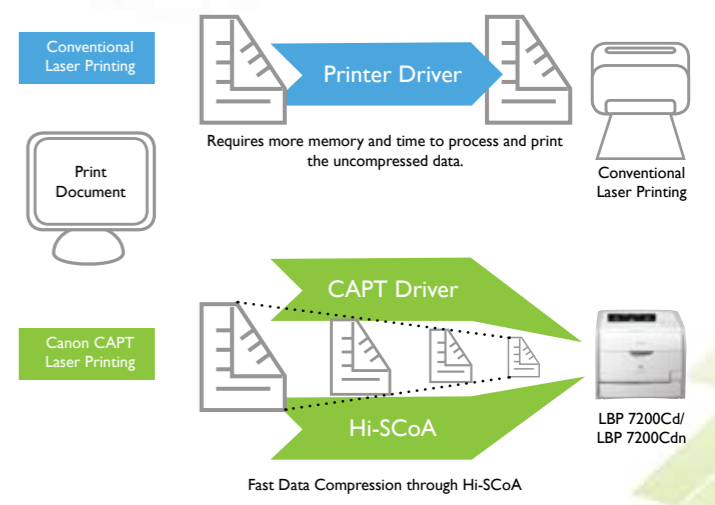 Conventional
Laser Printing
Printer Driver
Requires more memory and time to process and print
the uncompressed data.
Print
Document
Conventional
Laser Printing
CAPT Driver
Canon CAPT
Laser Printing
Hi-SCoA
LBP 7200Cd/
LBP 7200Cdn
Fast Data Compression through Hi-SCoA